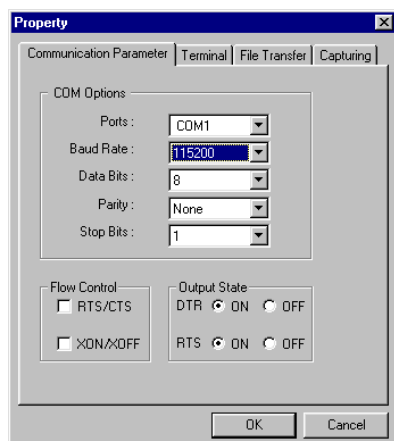 Property
Communication Parameter Terminal File Transfer Capturing
COM Options
Ports : COM1
Baud Rate : 115200
Data Bits : 8
Parity : None
Stop Bits : 1
Flow Control Output State
RTS/CTS DTR ON OFF
XON/XOFF RTS ON OFF
OK Cancel